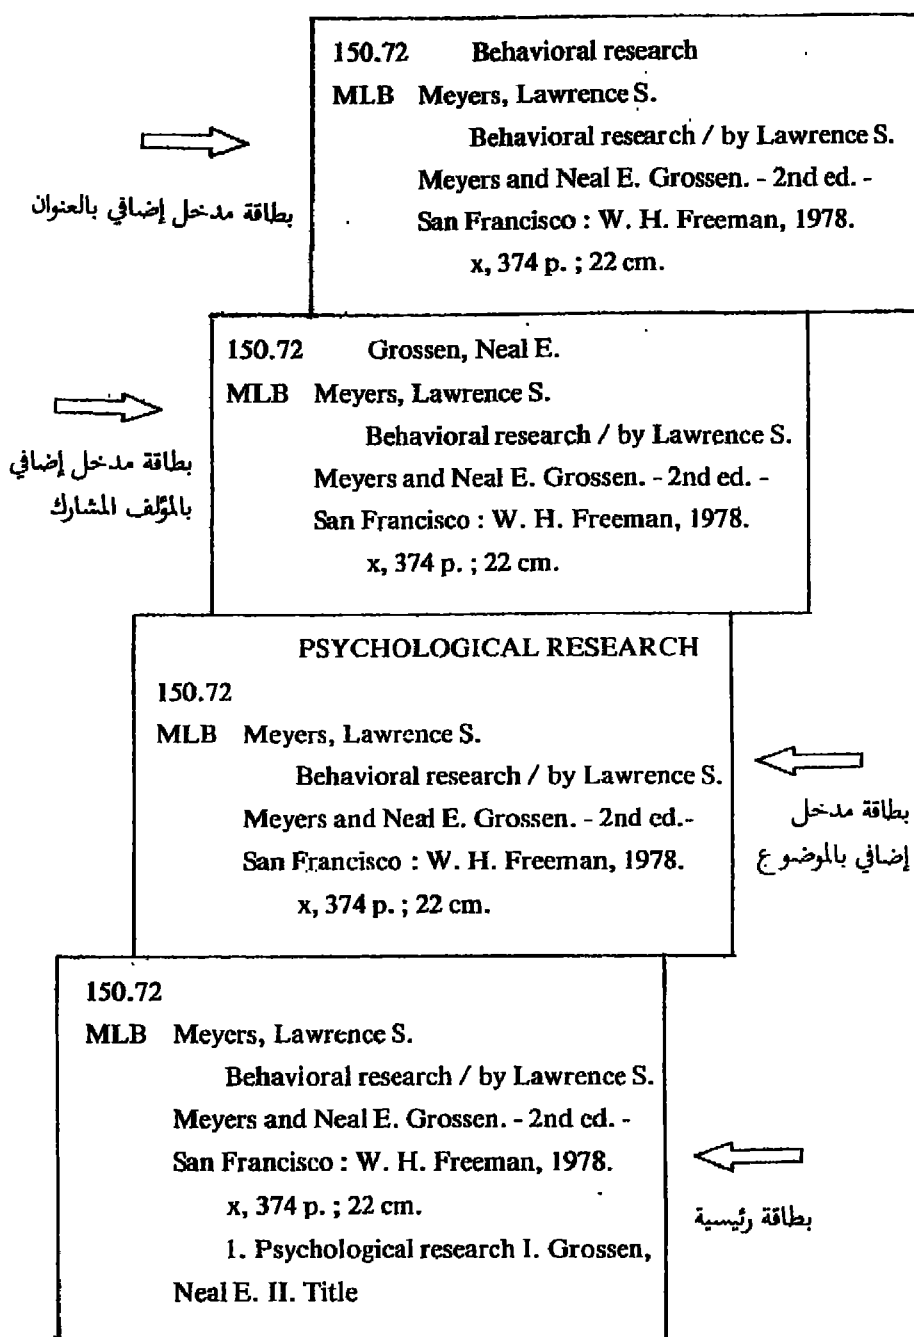 150.72 Behavioral research
MLB Meyers, Lawrence S.
Behavioral research / by Lawrence S.
Meyers and Neal E. Grossen. - 2nd ed. -
San Francisco : W. H. Freeman, 1978.
x, 374 p. ; 22 cm.
بطاقة مدخل إضافي بالعنوان
150.72 Grossen, Neal E.
MLB Meyers, Lawrence S.
Behavioral research / by Lawrence S.
Meyers and Neal E. Grossen. - 2nd ed. -
San Francisco : W. H. Freeman, 1978.
x, 374 p. ; 22 cm.
بطاقة مدخل إضافي
بالمؤلف المشارك
PSYCHOLOGICAL RESEARCH
150.72
MLB Meyers, Lawrence S.
Behavioral research / by Lawrence S.
Meyers and Neal E. Grossen. - 2nd ed.-
San Francisco : W. H. Freeman, 1978.
x, 374 p. ; 22 cm.
بطاقة مدخل
إضافي بالموضوع
150.72
MLB Meyers, Lawrence S.
Behavioral research / by Lawrence S.
Meyers and Neal E. Grossen. - 2nd ed. -
San Francisco : W. H. Freeman, 1978.
x, 374 p. ; 22 cm.
1. Psychological research I. Grossen,
Neal E. II. Title
بطاقة رئيسية